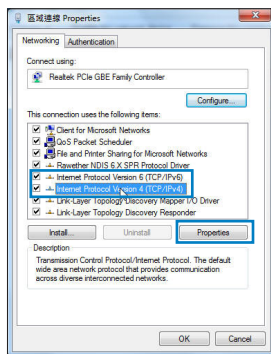 區域連線 Properties
Networking
Authentication
Connect using:
Realtek PCIe GBE Family Controller
Configure...
This connection uses the following items:
Client for Microsoft Networks
QoS Packet Scheduler
File and Printer Sharing for Microsoft Networks
Rawether NDIS 6.X SPR Protocol Driver
Internet Protocol Version 6 (TCP/IPv6)
Internet Protocol Version 4 (TCP/IPv4)
Link-Layer Topology Discovery Mapper I/O Driver
Link-Layer Topology Discovery Responder
Install...
Uninstall
Properties
Description
Transmission Control Protocol/Internet Protocol. The default
wide area network protocol that provides communication
across diverse interconnected networks.
OK
Cancel